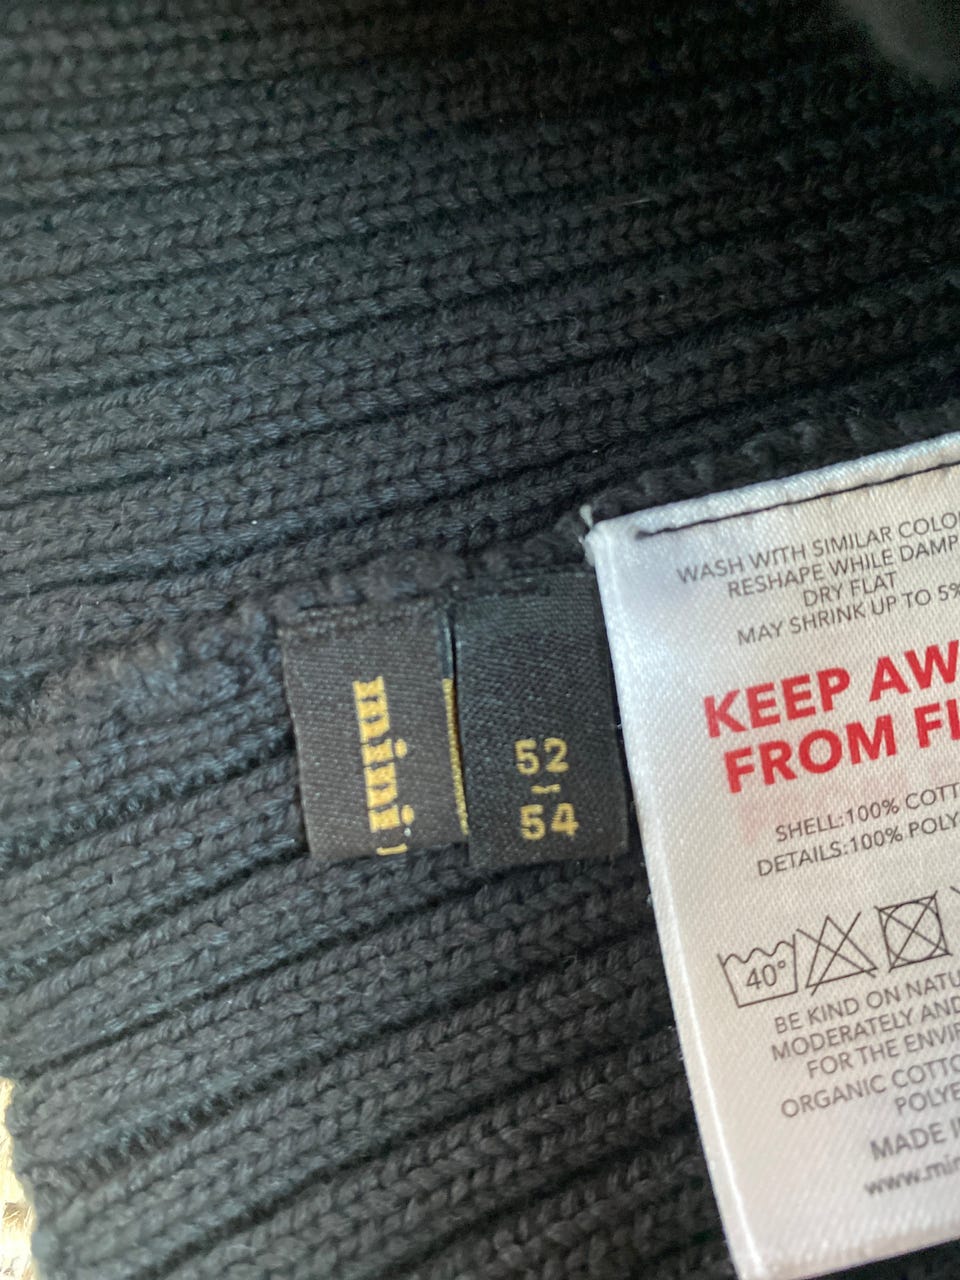 mini
52
–
54
WASH WITH SIMILAR COLO
RESHAPE WHILE DAMP
DRY FLAT
MAY SHRINK UP TO 5%
KEEP AW
FROM FI
SHELL:100% COTT
DETAILS:100% POLY
40°
BE KIND ON NATU
MODERATELY AND
FOR THE ENVIR
ORGANIC COTTO
POLYE
MADE I
www.min